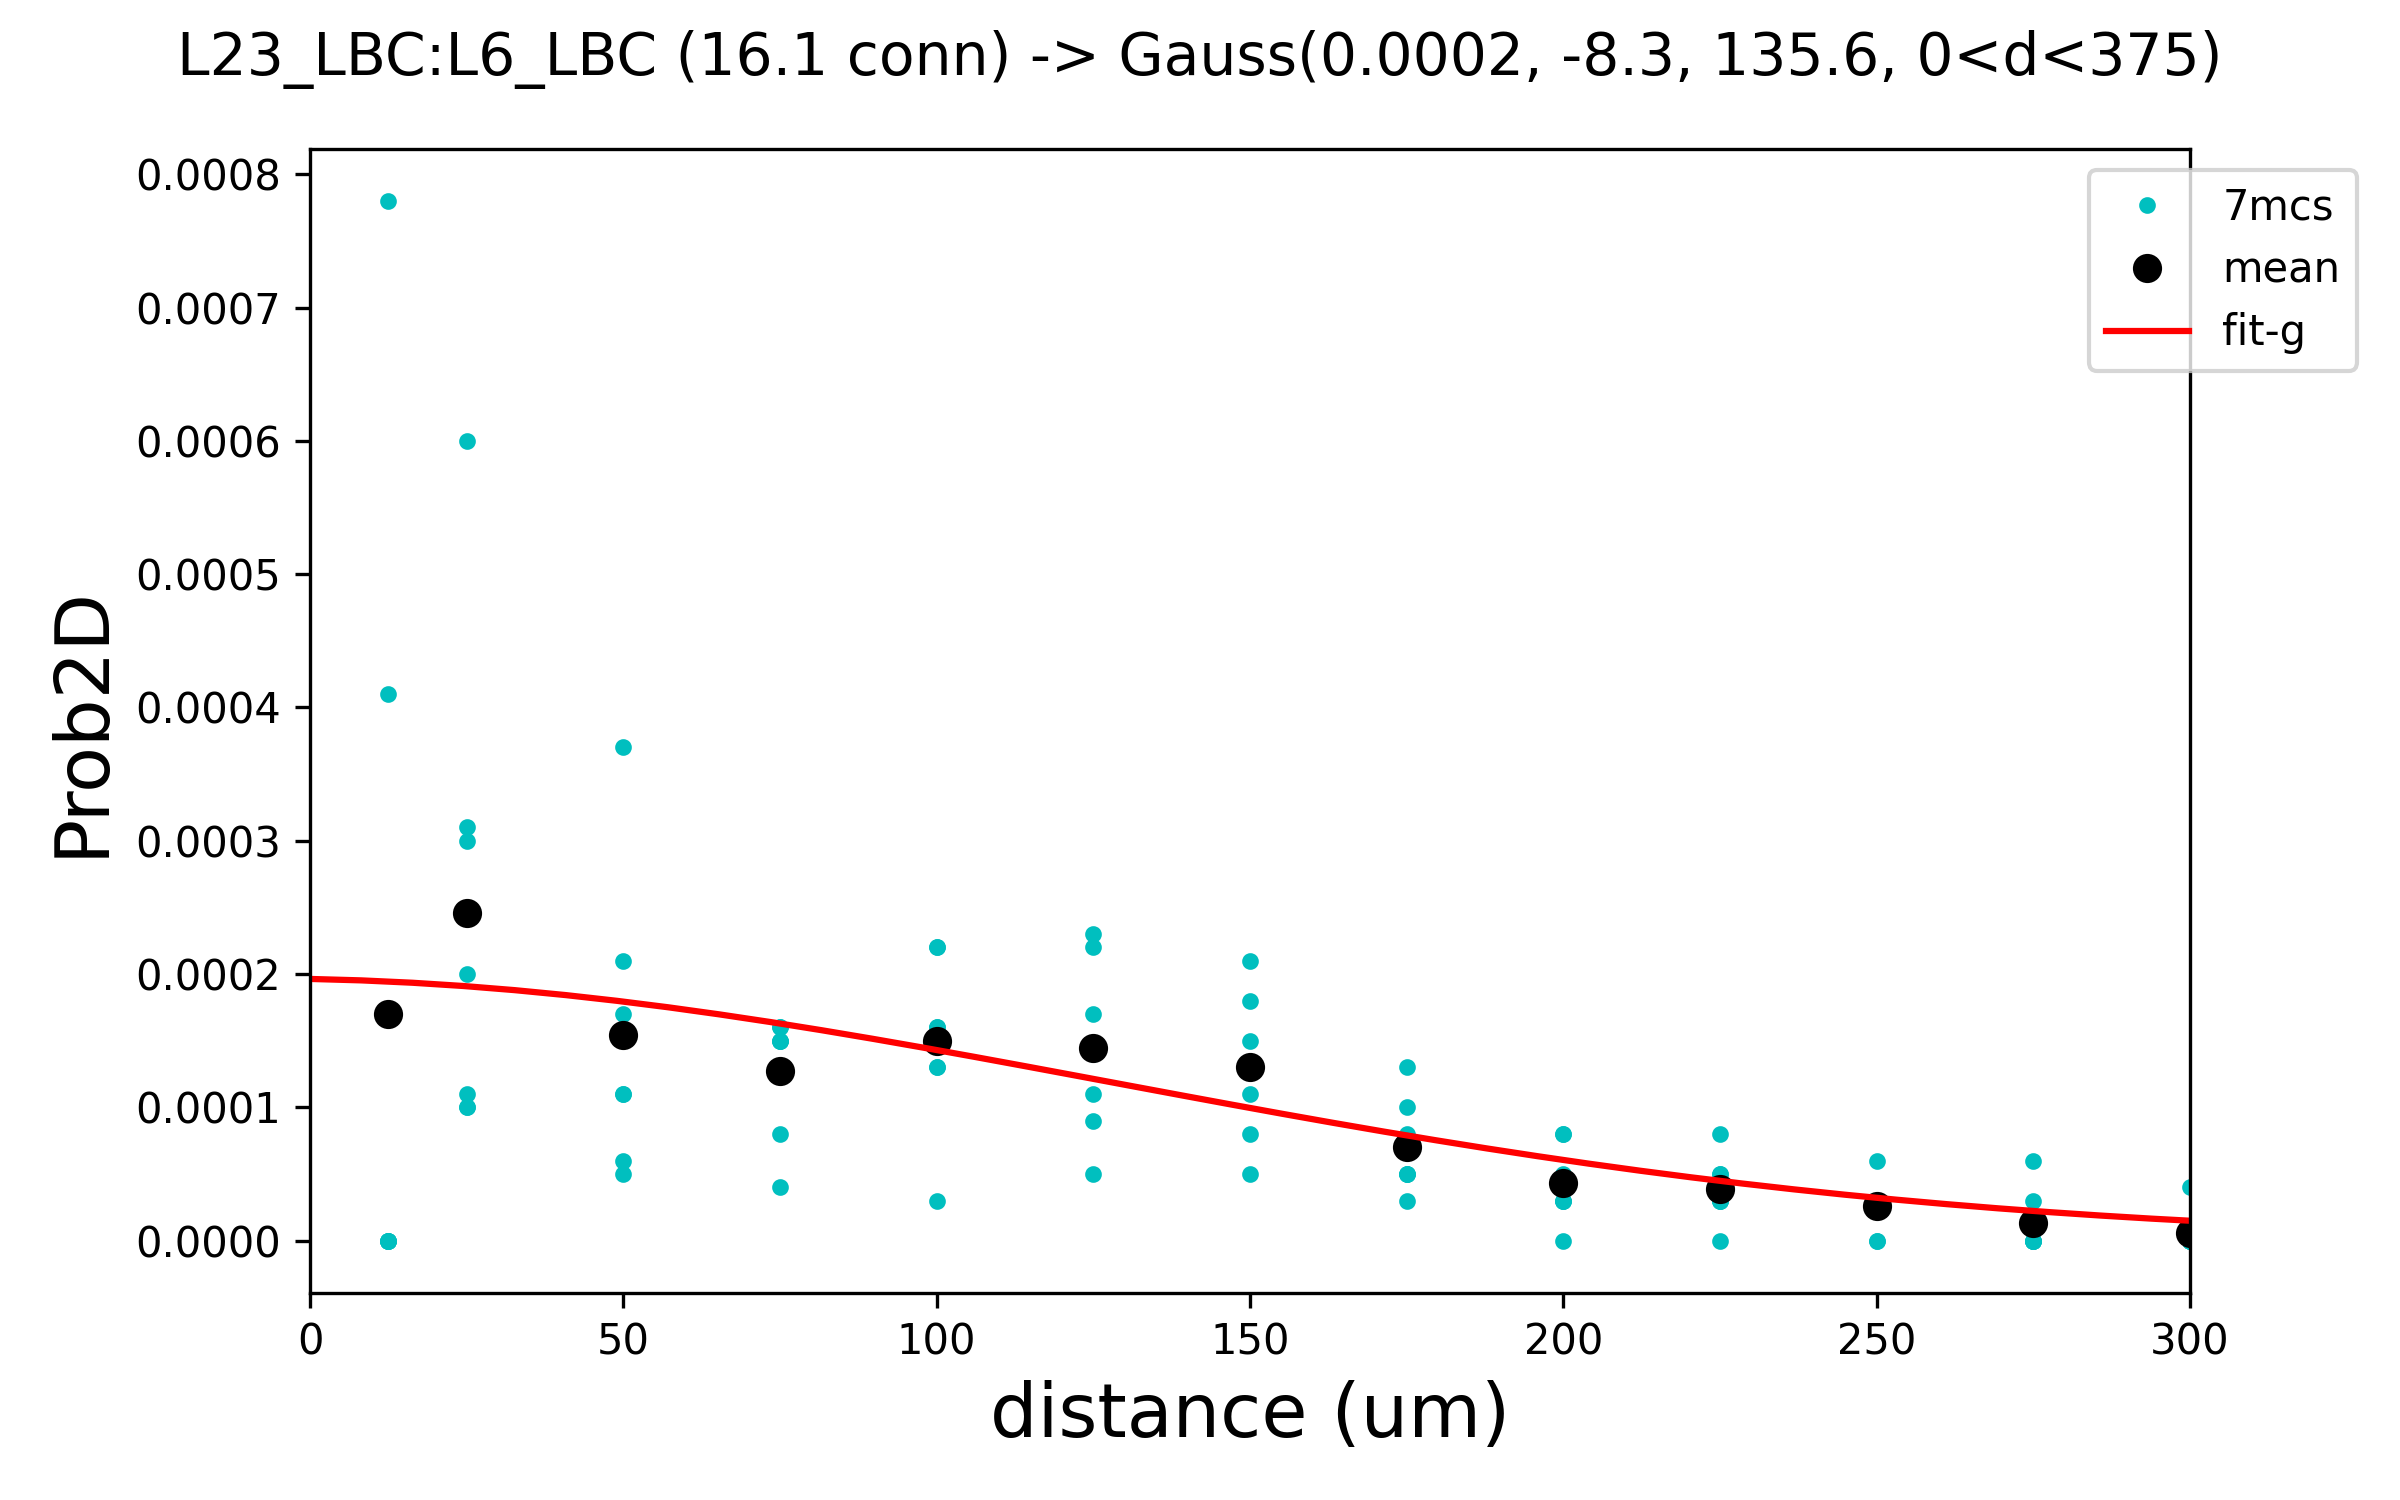 L23_LBC:L6_LBC (16.1 conn) -> Gauss(0.0002, -8.3, 135.6, 0<d<375)
0.0008
0.0007
0.0006
0.0005
0.0004
0.0003
0.0002
0.0001
0.0000
Prob2D
7mcs
mean
fit-g
0 50 100 150 200 250 300
distance (um)